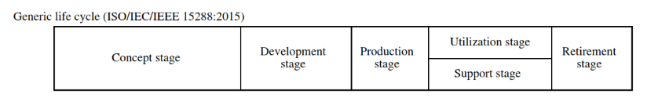 Generic life cycle (ISO/IEC/IEEE 15288:2015)
Concept stage
Development
stage
Production
stage
Utilization stage
Support stage
Retirement
stage